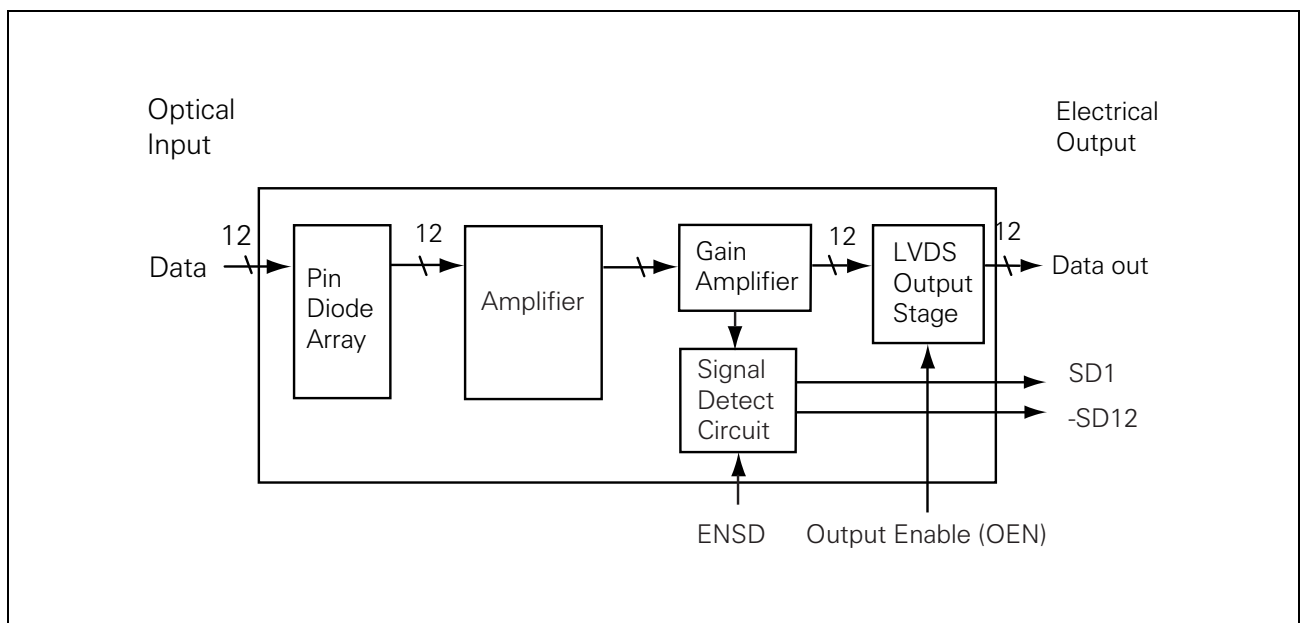 Optical
Input
Electrical
Output
12
12
12
12
Data
Pin
Diode
Array
Amplifier
Gain
Amplifier
LVDS
Output
Stage
Data out
Signal
Detect
Circuit
SD1
-SD12
ENSD
Output Enable (OEN)